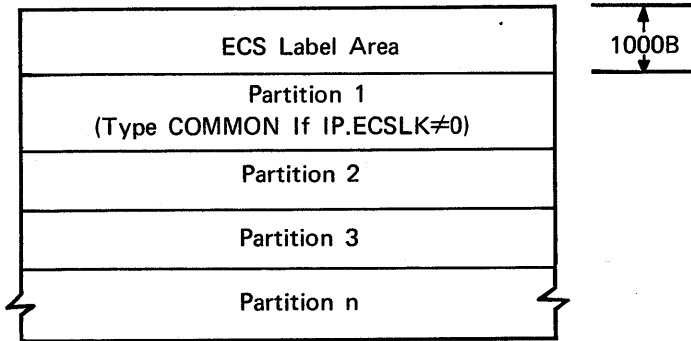 ECS Label Area
1000B
Partition 1
(Type COMMON If IP.ECSLK≠0)
Partition 2
Partition 3
Partition n